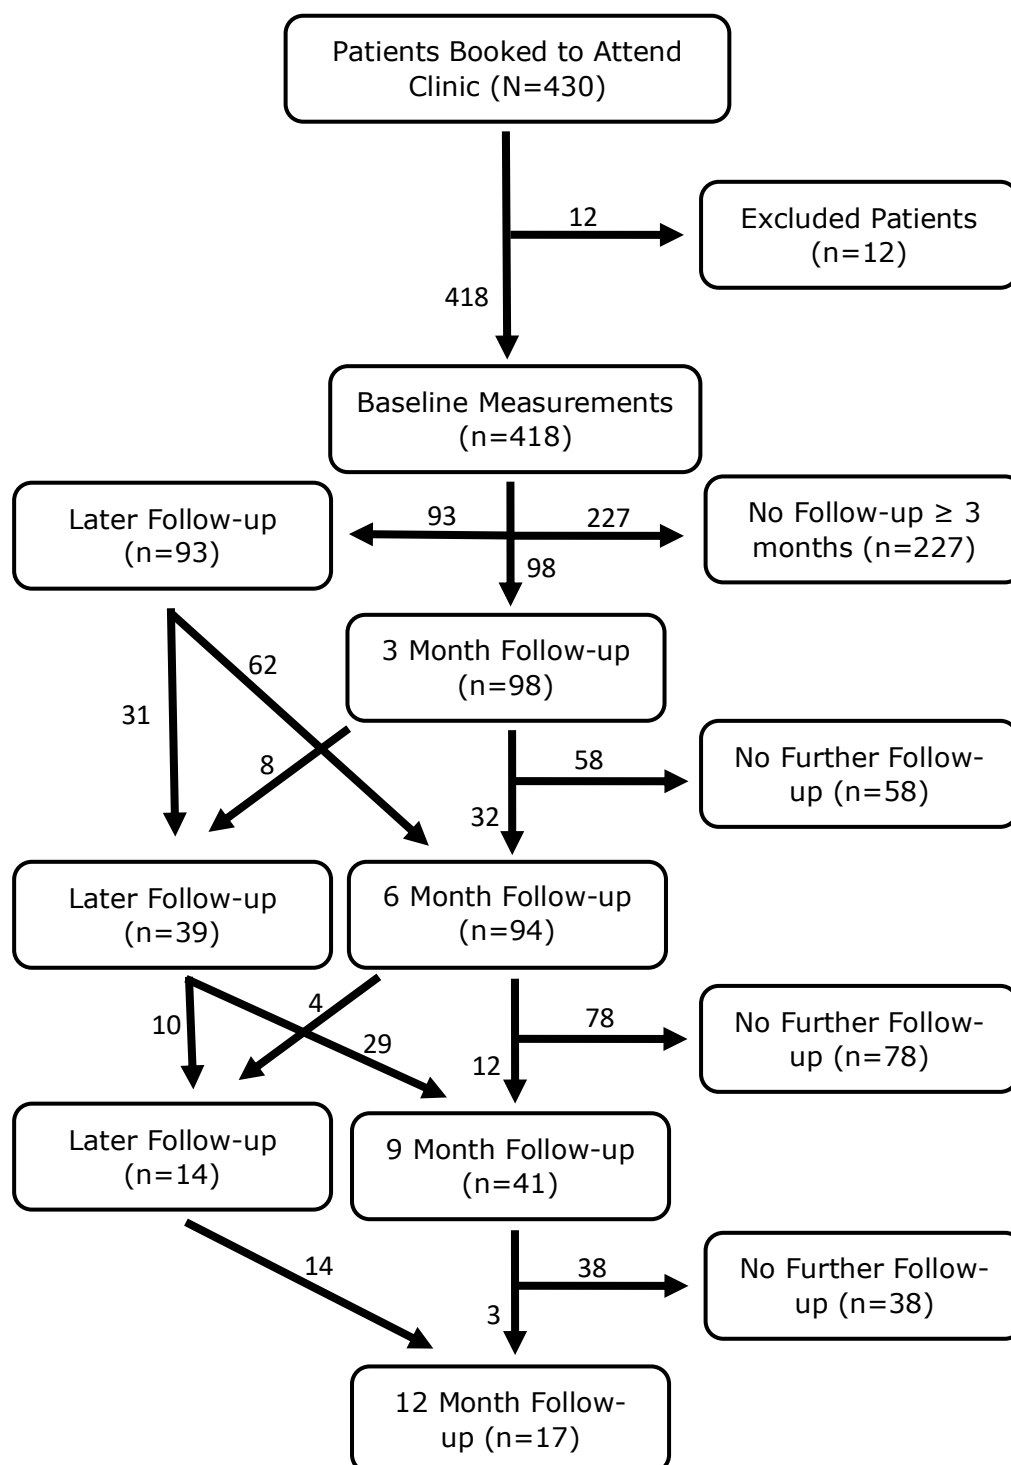 Patients Booked to Attend
Clinic (N=430)
12
Excluded Patients
(n=12)
418
Baseline Measurements
(n=418)
Later Follow-up
(n=93)
93
227
No Follow-up ≥ 3
months (n=227)
98
3 Month Follow-up
(n=98)
62
31
8
58
No Further Follow-
up (n=58)
32
Later Follow-up
(n=39)
6 Month Follow-up
(n=94)
4
10
29
78
No Further Follow-
up (n=78)
12
Later Follow-up
(n=14)
9 Month Follow-up
(n=41)
14
38
No Further Follow-
up (n=38)
3
12 Month Follow-
up (n=17)